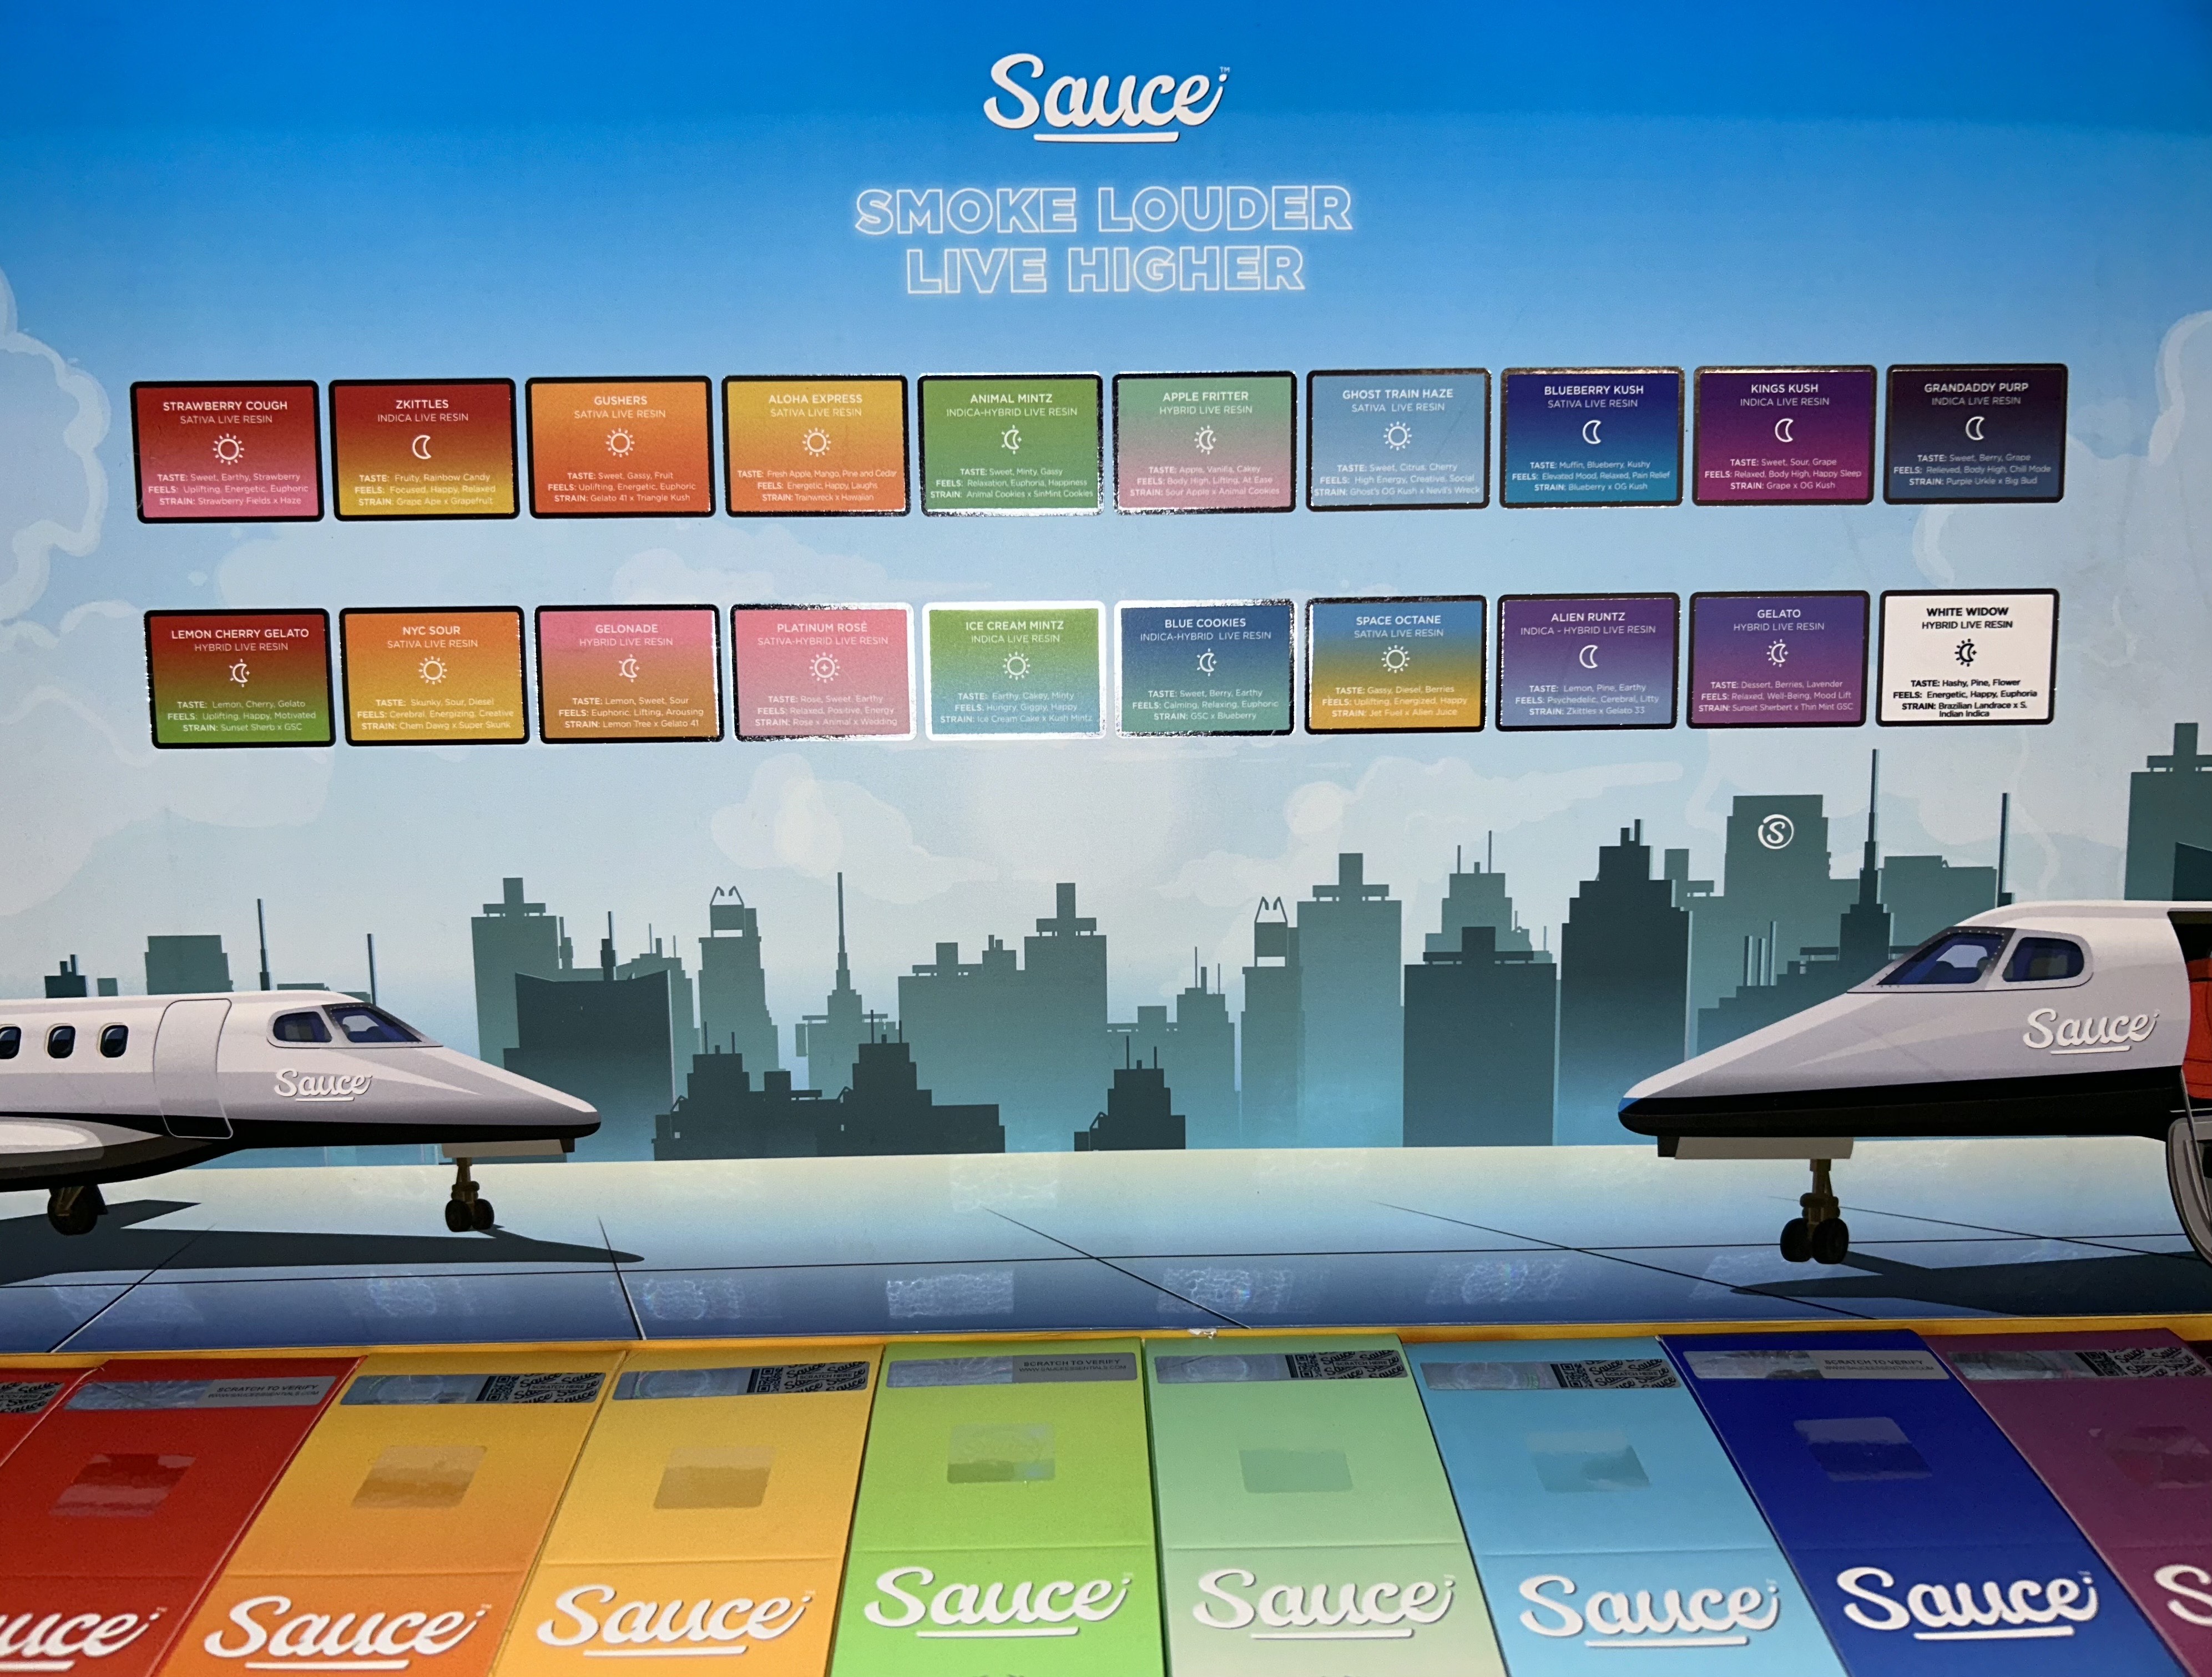 Sauce™
SMOKE LOUDER
LIVE HIGHER
STRAWBERRY COUGH
SATIVA LIVE RESIN
TASTE: Sweet, Earthy, Strawberry
FEELS: Uplifting, Energetic, Euphoric
STRAIN: Strawberry Fields x Haze
ZKITTLES
INDICA LIVE RESIN
TASTE: Fruity, Rainbow Candy
FEELS: Focused, Happy, Relaxed
STRAIN: Grape Ape x Grapefruit
GUSHERS
SATIVA LIVE RESIN
TASTE: Sweet, Gassy, Fruit
FEELS: Uplifting, Energetic, Euphoric
STRAIN: Gelato 41 x Triangle Kush
ALOHA EXPRESS
SATIVA LIVE RESIN
TASTE: Fresh Apple, Mango, Pine and Cedar
FEELS: Energetic, Happy, Laughs
STRAIN: Trainwreck x Hawaiian
ANIMAL MINTZ
INDICA-HYBRID LIVE RESIN
TASTE: Sweet, Minty, Gassy
FEELS: Relaxation, Euphoria, Happiness
STRAIN: Animal Cookies x SinMint Cookies
APPLE FRITTER
HYBRID LIVE RESIN
TASTE: Apple, Vanilla, Cakey
FEELS: Body High, Lifting, At Ease
STRAIN: Sour Apple x Animal Cookies
GHOST TRAIN HAZE
SATIVA LIVE RESIN
TASTE: Sweet, Citrus, Cherry
FEELS: High Energy, Creative, Social
STRAIN: Ghost's OG Kush x Nevil's Wreck
BLUEBERRY KUSH
SATIVA LIVE RESIN
TASTE: Muffin, Blueberry, Kushy
FEELS: Elevated Mood, Relaxed, Pain Relief
STRAIN: Blueberry x OG Kush
KINGS KUSH
INDICA LIVE RESIN
TASTE: Sweet, Sour, Grape
FEELS: Relaxed, Body High, Happy Sleep
STRAIN: Grape x OG Kush
GRANDADDY PURP
INDICA LIVE RESIN
TASTE: Sweet, Berry, Grape
FEELS: Relieved, Body High, Chill Mode
STRAIN: Purple Urkle x Big Bud
LEMON CHERRY GELATO
HYBRID LIVE RESIN
TASTE: Lemon, Cherry, Gelato
FEELS: Uplifting, Happy, Motivated
STRAIN: Sunset Sherb x GSC
NYC SOUR
SATIVA LIVE RESIN
TASTE: Skunky, Sour, Diesel
FEELS: Cerebral, Energizing, Creative
STRAIN: Chem Dawg x Super Skunk
GELONADE
HYBRID LIVE RESIN
TASTE: Lemon, Sweet, Sour
FEELS: Euphoric, Lifting, Arousing
STRAIN: Lemon Tree x Gelato 41
PLATINUM ROSÉ
SATIVA-HYBRID LIVE RESIN
TASTE: Rose, Sweet, Earthy
FEELS: Relaxed, Positive, Energy
STRAIN: Rose x Animal x Wedding
ICE CREAM MINTZ
INDICA LIVE RESIN
TASTE: Earthy, Cakey, Minty
FEELS: Hungry, Giggly, Happy
STRAIN: Ice Cream Cake x Kush Mintz
BLUE COOKIES
INDICA-HYBRID LIVE RESIN
TASTE: Sweet, Berry, Earthy
FEELS: Calming, Relaxing, Euphoric
STRAIN: GSC x Blueberry
SPACE OCTANE
SATIVA LIVE RESIN
TASTE: Gassy, Diesel, Berries
FEELS: Uplifting, Energized, Happy
STRAIN: Jet Fuel x Alien Juice
ALIEN RUNTZ
INDICA - HYBRID LIVE RESIN
TASTE: Lemon, Pine, Earthy
FEELS: Psychedelic, Cerebral, Litty
STRAIN: Zkittles x Gelato 33
GELATO
HYBRID LIVE RESIN
TASTE: Dessert, Berries, Lavender
FEELS: Relaxed, Well-Being, Mood Lift
STRAIN: Sunset Sherbert x Thin Mint GSC
WHITE WIDOW
HYBRID LIVE RESIN
TASTE: Hashy, Pine, Flower
FEELS: Energetic, Happy, Euphoria
STRAIN: Brazilian Landrace x S.
Indian Indica
S
Sauce
Sauce
SCRATCH TO VERIFY
SCRATCH HERE
SCRATCH HERE
SCRATCH TO VERIFY
SCRATCH HERE
SCRATCH HERE
SCRATCH TO VERIFY
uce
Sauce
Sauce
Sauce
Sauce
Sauce
Sauce
S